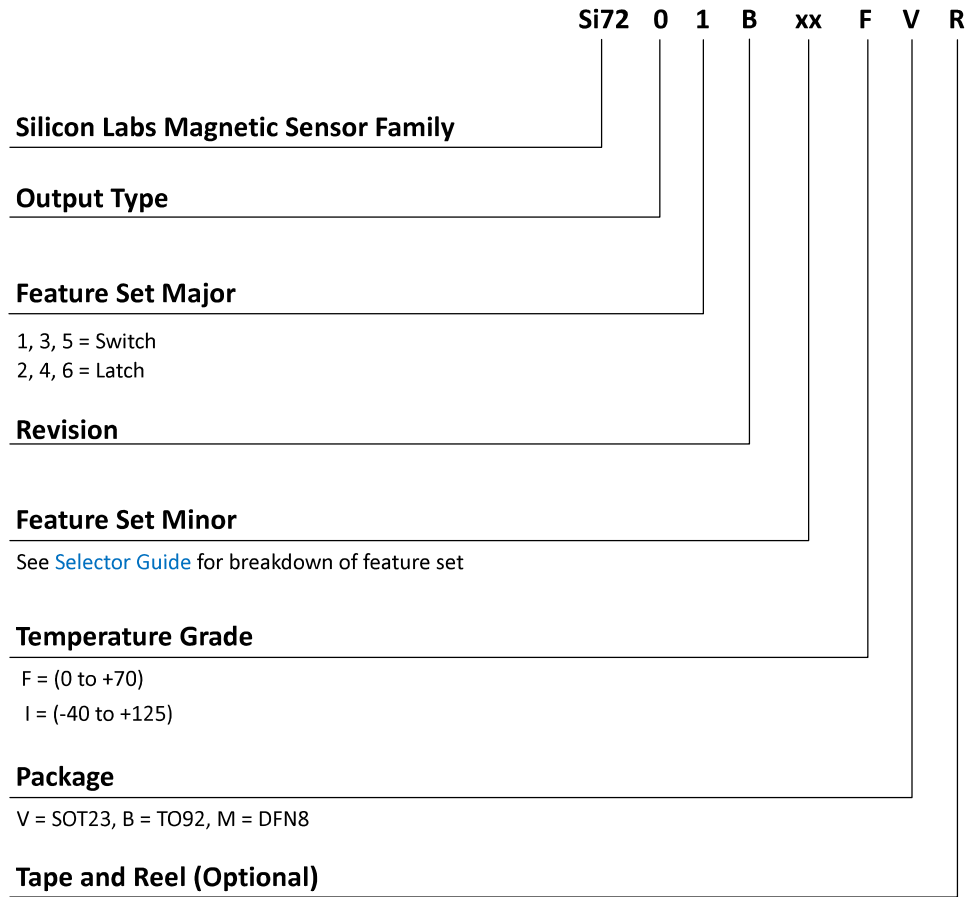 Si72 0 1 B xx F V R
Silicon Labs Magnetic Sensor Family
Output Type
Feature Set Major
1, 3, 5 = Switch
2, 4, 6 = Latch
Revision
Feature Set Minor
See Selector Guide for breakdown of feature set
Temperature Grade
F = (0 to +70)
I = (-40 to +125)
Package
V = SOT23, B = TO92, M = DFN8
Tape and Reel (Optional)